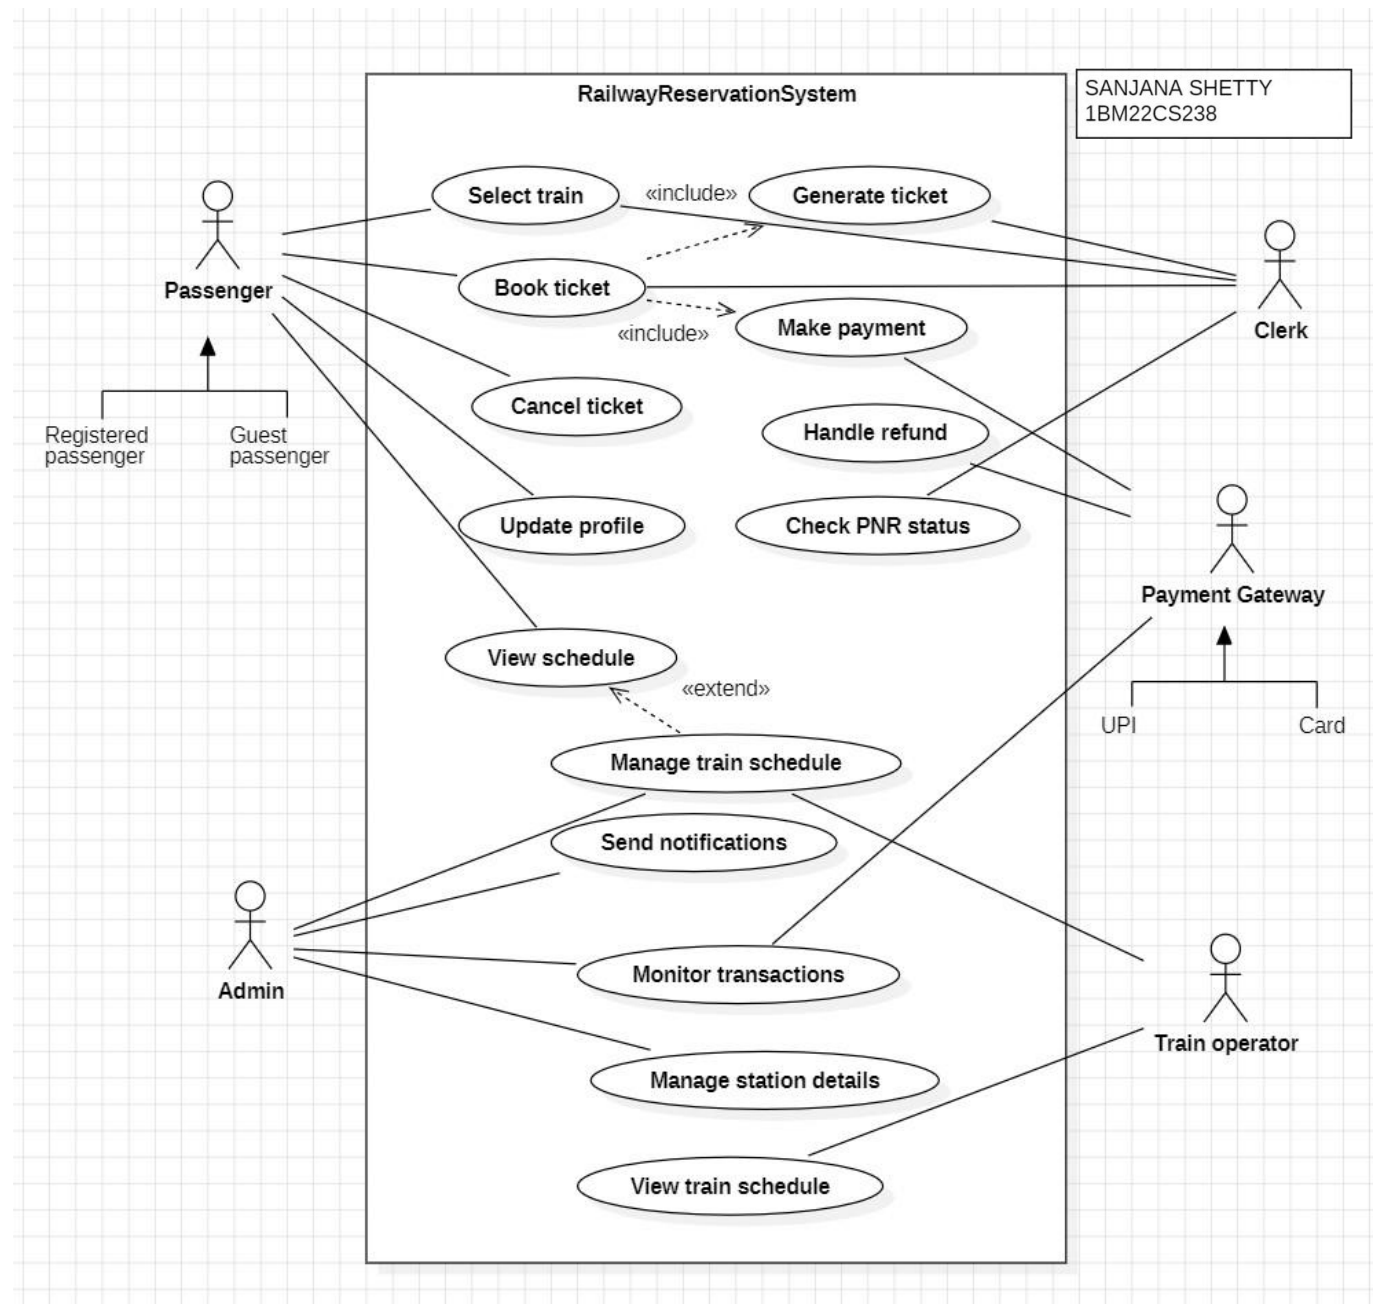 RailwayReservationSystem
SANJANA SHETTY
1BM22CS238
Select train
«include»
Generate ticket
Passenger
Book ticket
«include»
Make payment
Clerk
Cancel ticket
Handle refund
Registered
passenger
Guest
passenger
Update profile
Check PNR status
Payment Gateway
View schedule
«extend»
UPI
Card
Manage train schedule
Send notifications
Admin
Monitor transactions
Train operator
Manage station details
View train schedule